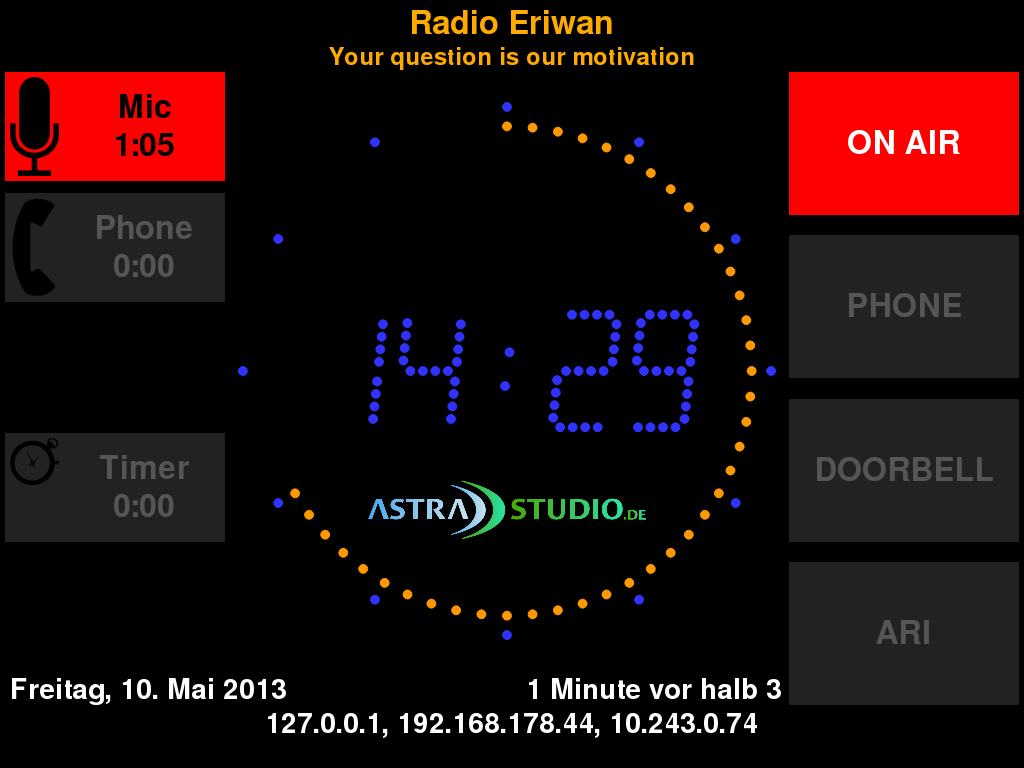 Radio Eriwan
Your question is our motivation
Mic
1:05
ON AIR
Phone
0:00
PHONE
14:29
Timer
0:00
DOORBELL
ASTRASTUDIO.DE
ARI
Freitag, 10. Mai 2013
1 Minute vor halb 3
127.0.0.1, 192.168.178.44, 10.243.0.74